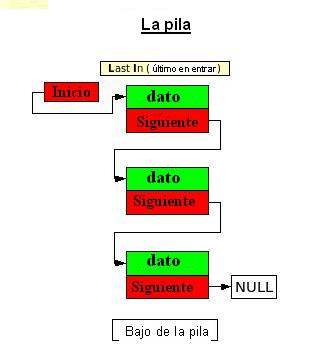 La pila
Last In ( último en entrar )
Inicio
dato
Siguiente
dato
Siguiente
dato
Siguiente
NULL
Bajo de la pila